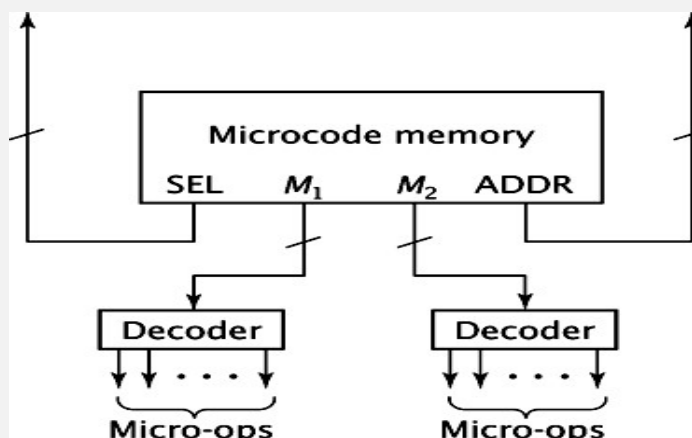 Microcode memory
SEL M₁ M₂ ADDR
Decoder Decoder
Micro-ops Micro-ops